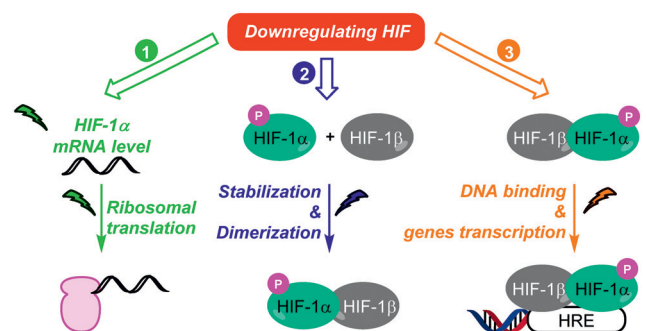 Downregulating HIF
1
2
3
HIF-1α
mRNA level
P
HIF-1α + HIF-1β
P
HIF-1β HIF-1α
Ribosomal
translation
Stabilization
&
Dimerization
DNA binding
&
genes transcription
P
HIF-1α HIF-1β
P
HIF-1β HIF-1α
HRE